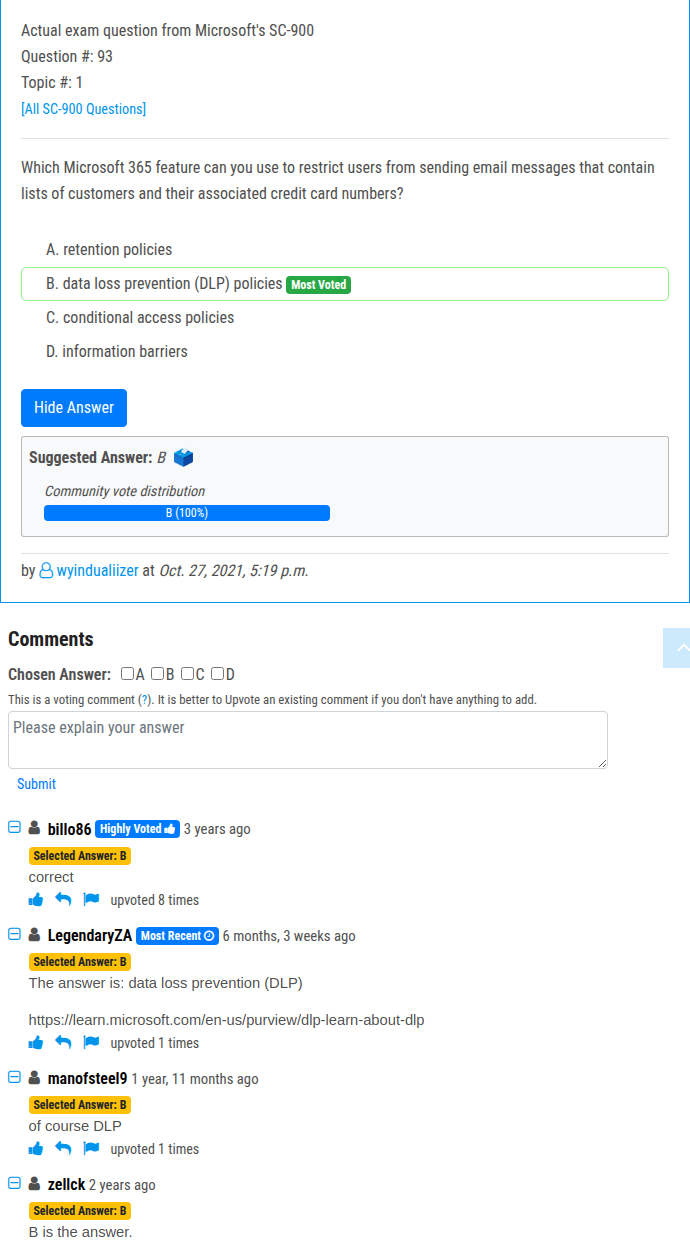 Actual exam question from Microsoft's SC-900
Question #: 93
Topic #: 1
[All SC-900 Questions]
Which Microsoft 365 feature can you use to restrict users from sending email messages that contain
lists of customers and their associated credit card numbers?
A. retention policies
B. data loss prevention (DLP) policies Most Voted
C. conditional access policies
D. information barriers
Hide Answer
Suggested Answer: B
Community vote distribution
B (100%)
by wyindualiizer at Oct. 27, 2021, 5:19 p.m.
Comments
Chosen Answer: A B C D
This is a voting comment (?). It is better to Upvote an existing comment if you don't have anything to add.
Please explain your answer
Submit
billo86 Highly Voted 3 years ago
Selected Answer: B
correct
upvoted 8 times
LegendaryZA Most Recent 6 months, 3 weeks ago
Selected Answer: B
The answer is: data loss prevention (DLP)
https://learn.microsoft.com/en-us/purview/dlp-learn-about-dlp
upvoted 1 times
manofsteel9 1 year, 11 months ago
Selected Answer: B
of course DLP
upvoted 1 times
zellck 2 years ago
Selected Answer: B
B is the answer.